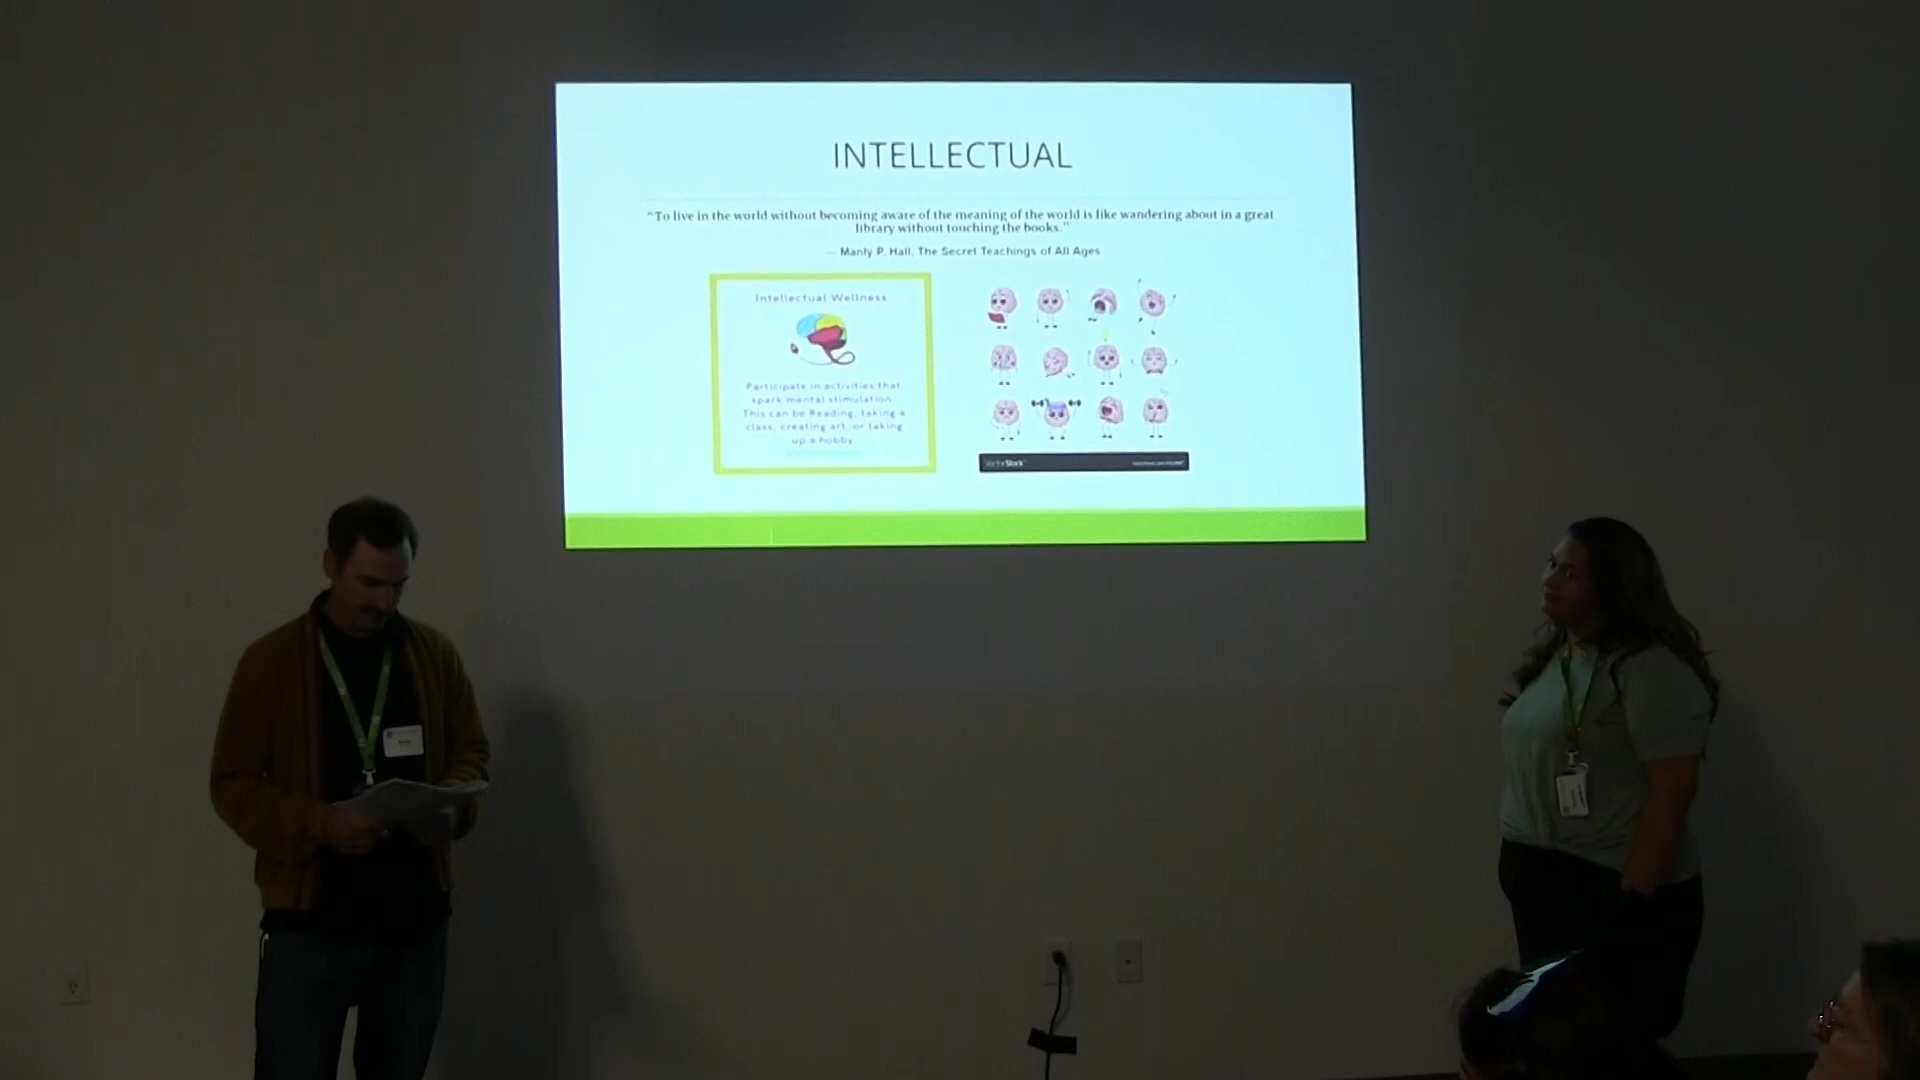 INTELLECTUAL
“To live in the world without becoming aware of the meaning of the world is like wandering about in a great
library without touching the books.”
— Manly P. Hall, The Secret Teachings of All Ages
Intellectual Wellness
Participate in activities that
spark mental stimulation.
This can be Reading, taking a
class, creating art, or taking
up a hobby
VectorStock